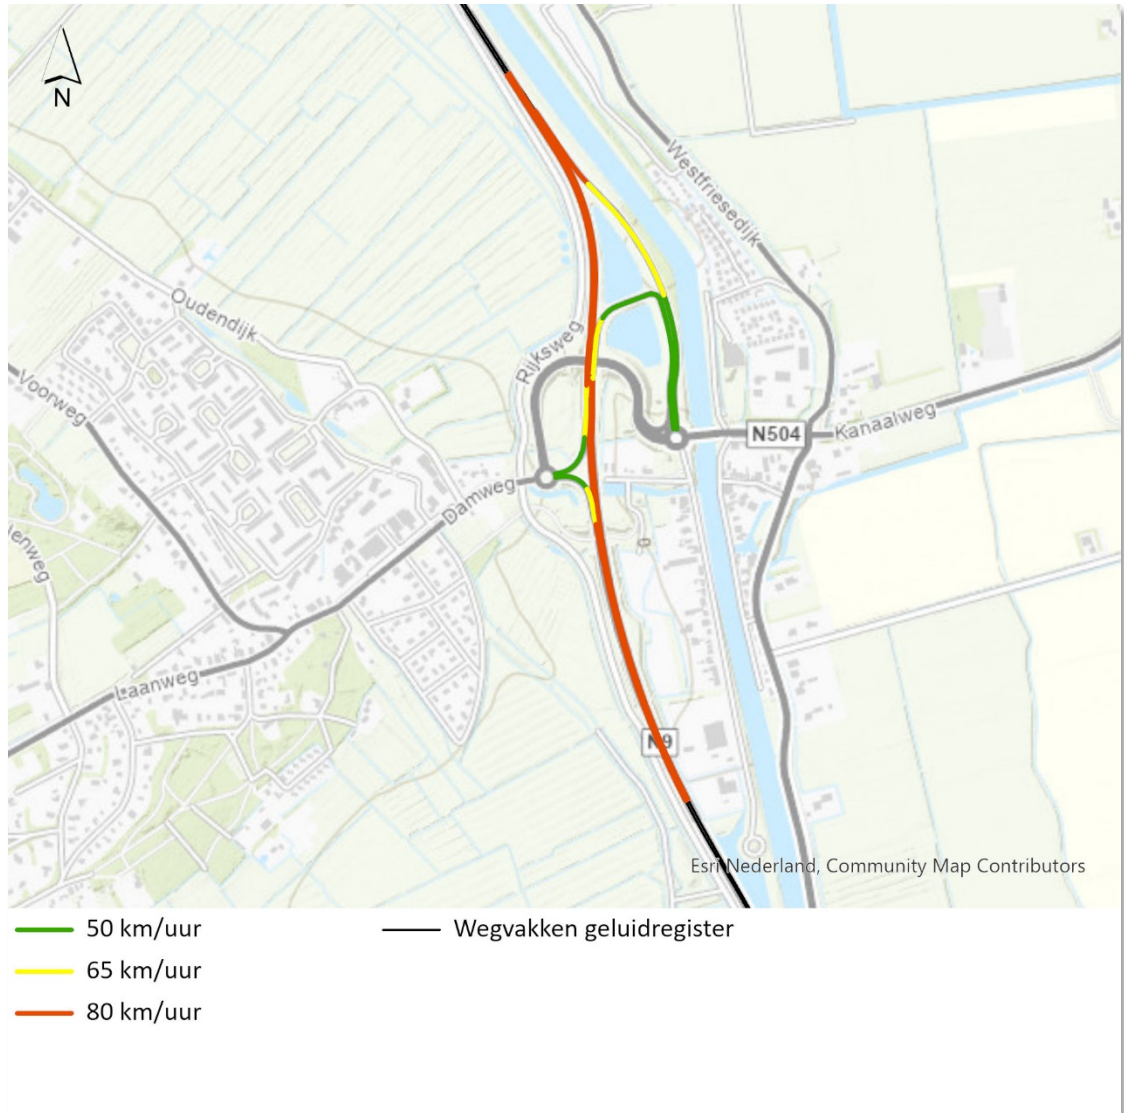 N
Westfriesedijk
Oudendijk
Rijksweg
Voorweg
N504
Kanaalweg
Damweg
enweg
Laanweg
N9
Esri Nederland, Community Map Contributors
50 km/uur
Wegvakken geluidregister
65 km/uur
80 km/uur